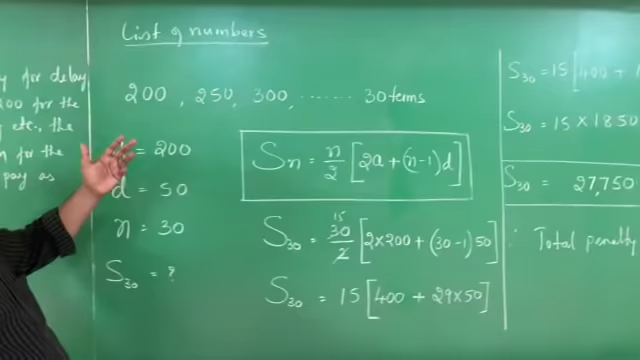 y for delay
200 for the
etc., the
for the
pay as
List of numbers
200, 250, 300, ........ 30 terms
= 200
d = 50
n = 30
S₃₀ = ?
Sn = n/2 [2a + (n-1)d]
S₃₀ = 30/2 15 [2×200 + (30-1)50]
S₃₀ = 15 [400 + 29×50]
S₃₀ = 15 [400 + 1
S₃₀ = 15 × 1850
S₃₀ = 27,750
∴ Total penalty